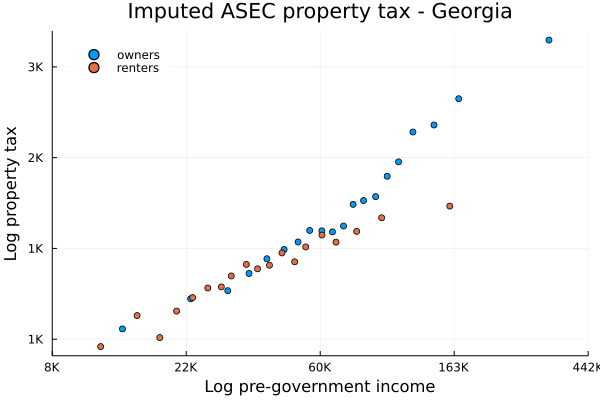 Imputed ASEC property tax - Georgia
owners
renters
3K
2K
1K
1K
Log property tax
8K
22K
60K
163K
442K
Log pre-government income